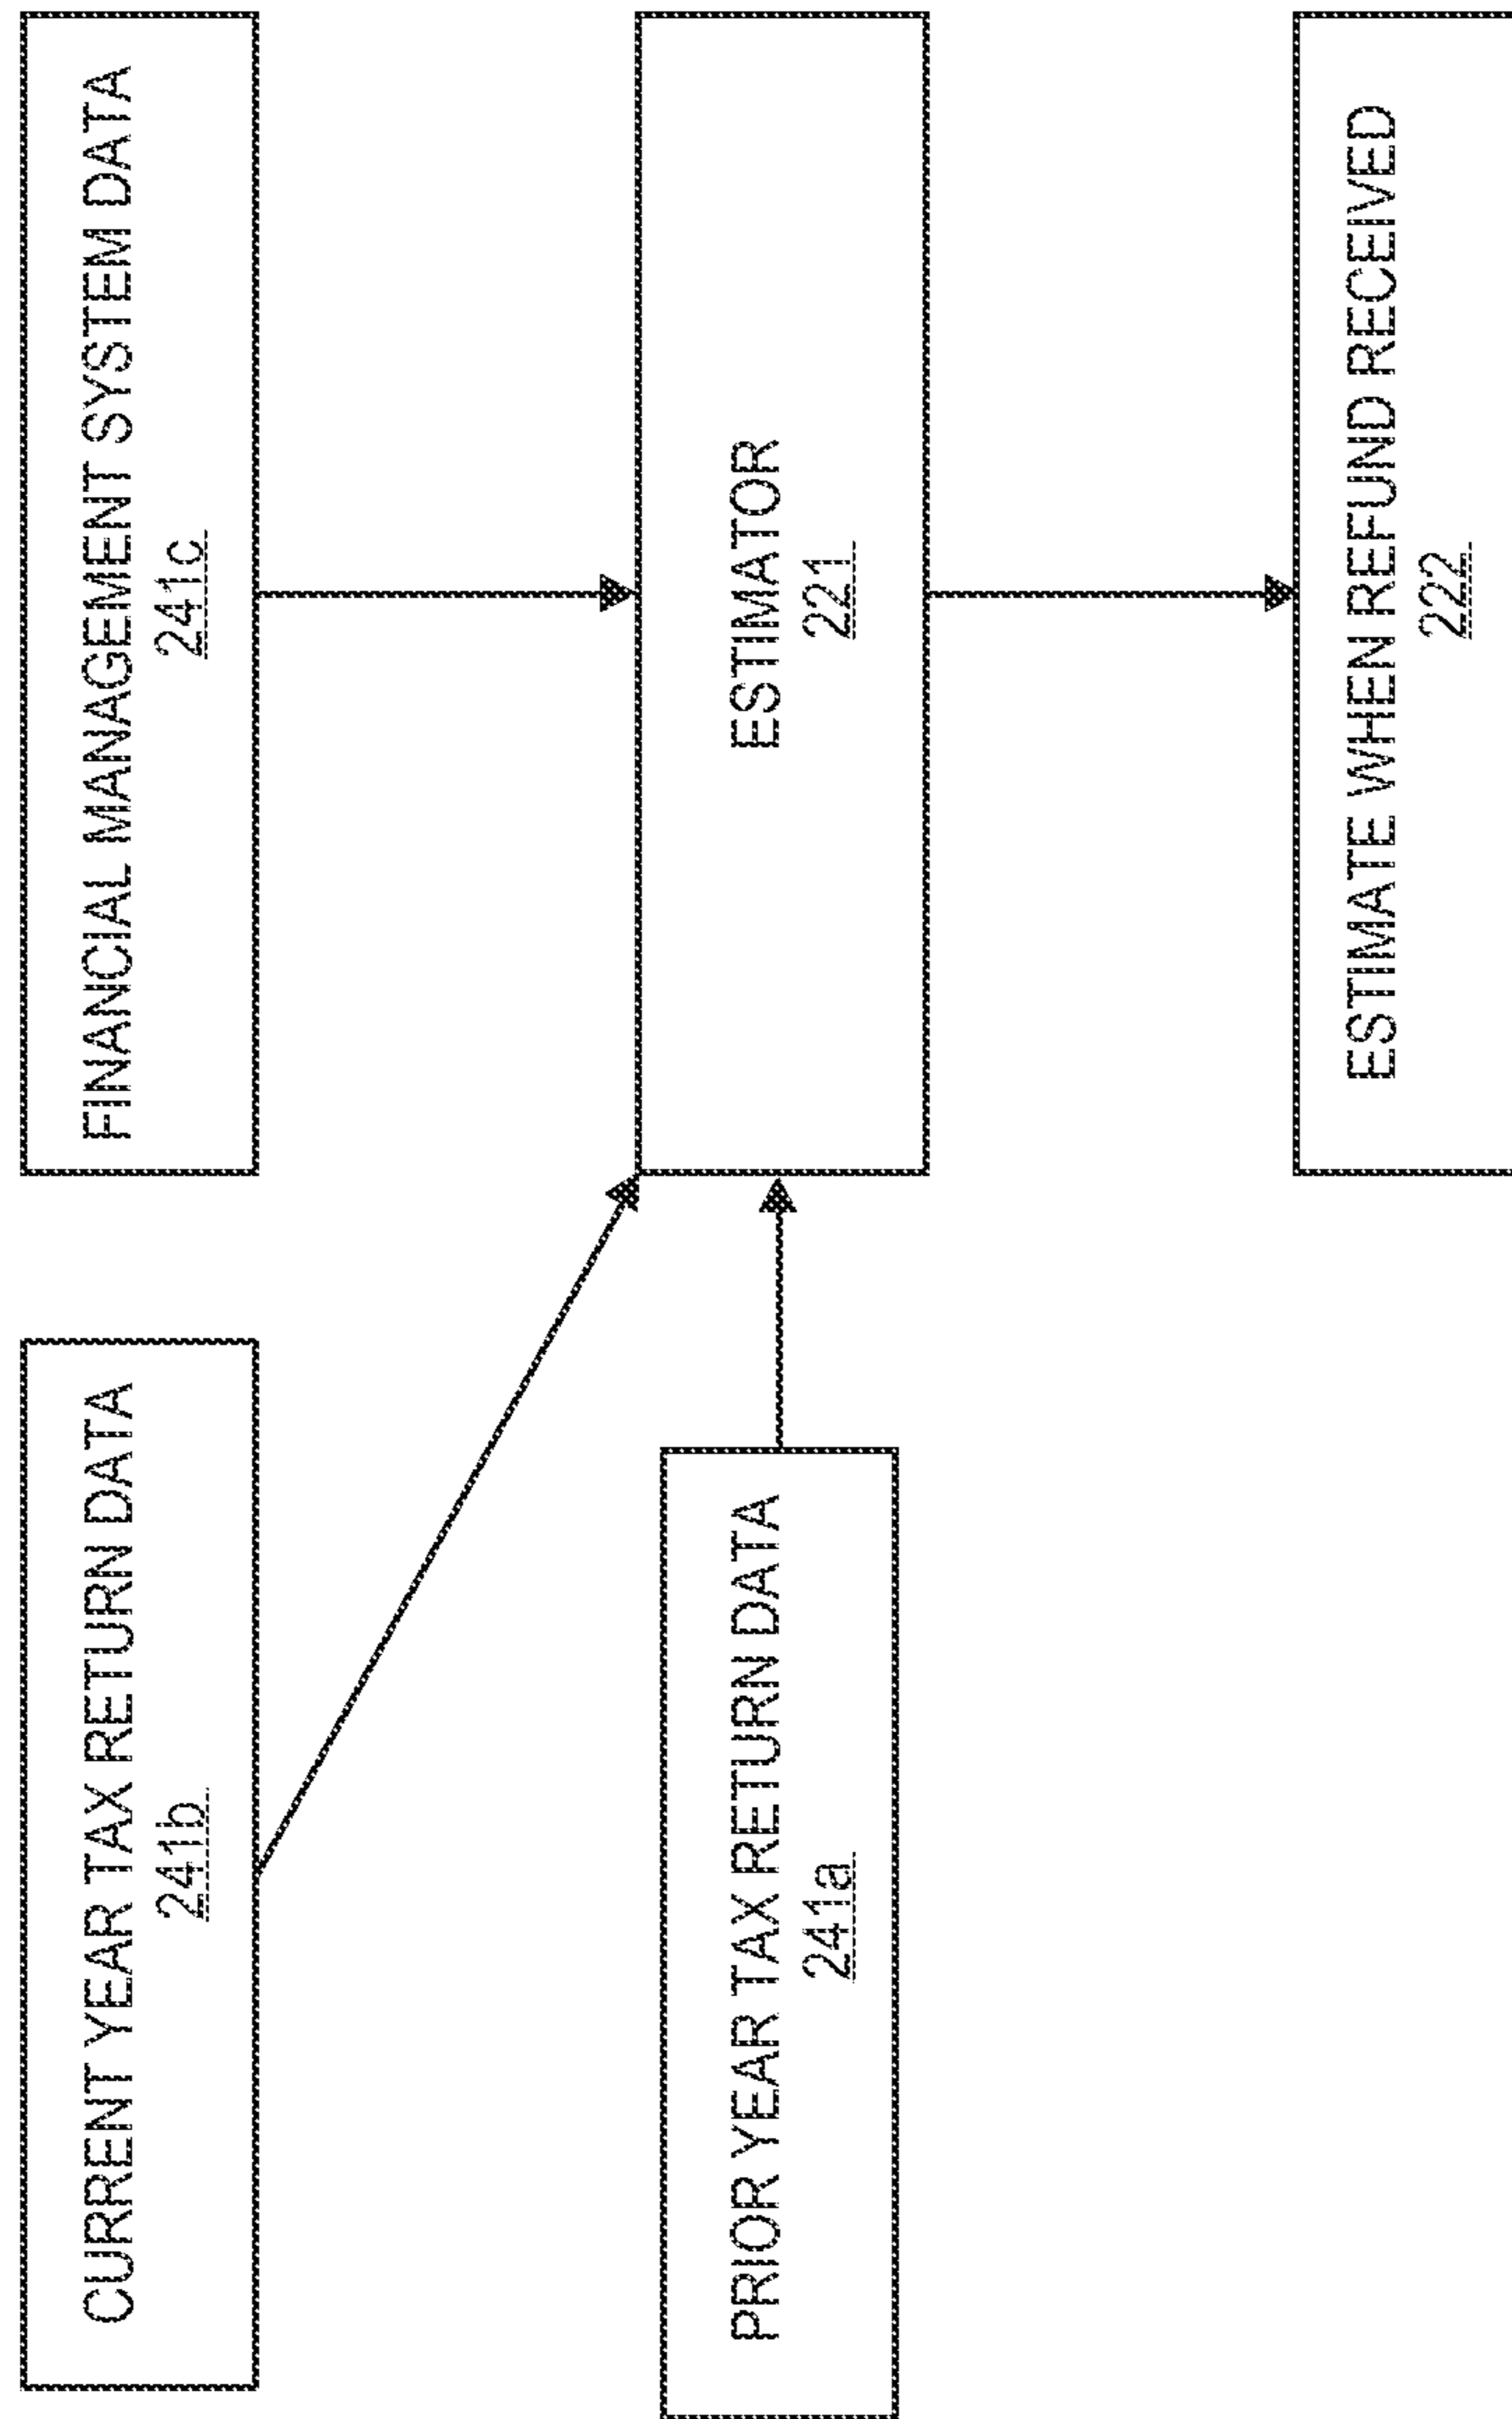 CURRENT YEAR TAX RETURN DATA
241b
FINANCIAL MANAGEMENT SYSTEM DATA
241c
PRIOR YEAR TAX RETURN DATA
241a
ESTIMATOR
221
ESTIMATE WHEN REFUND RECEIVED
222